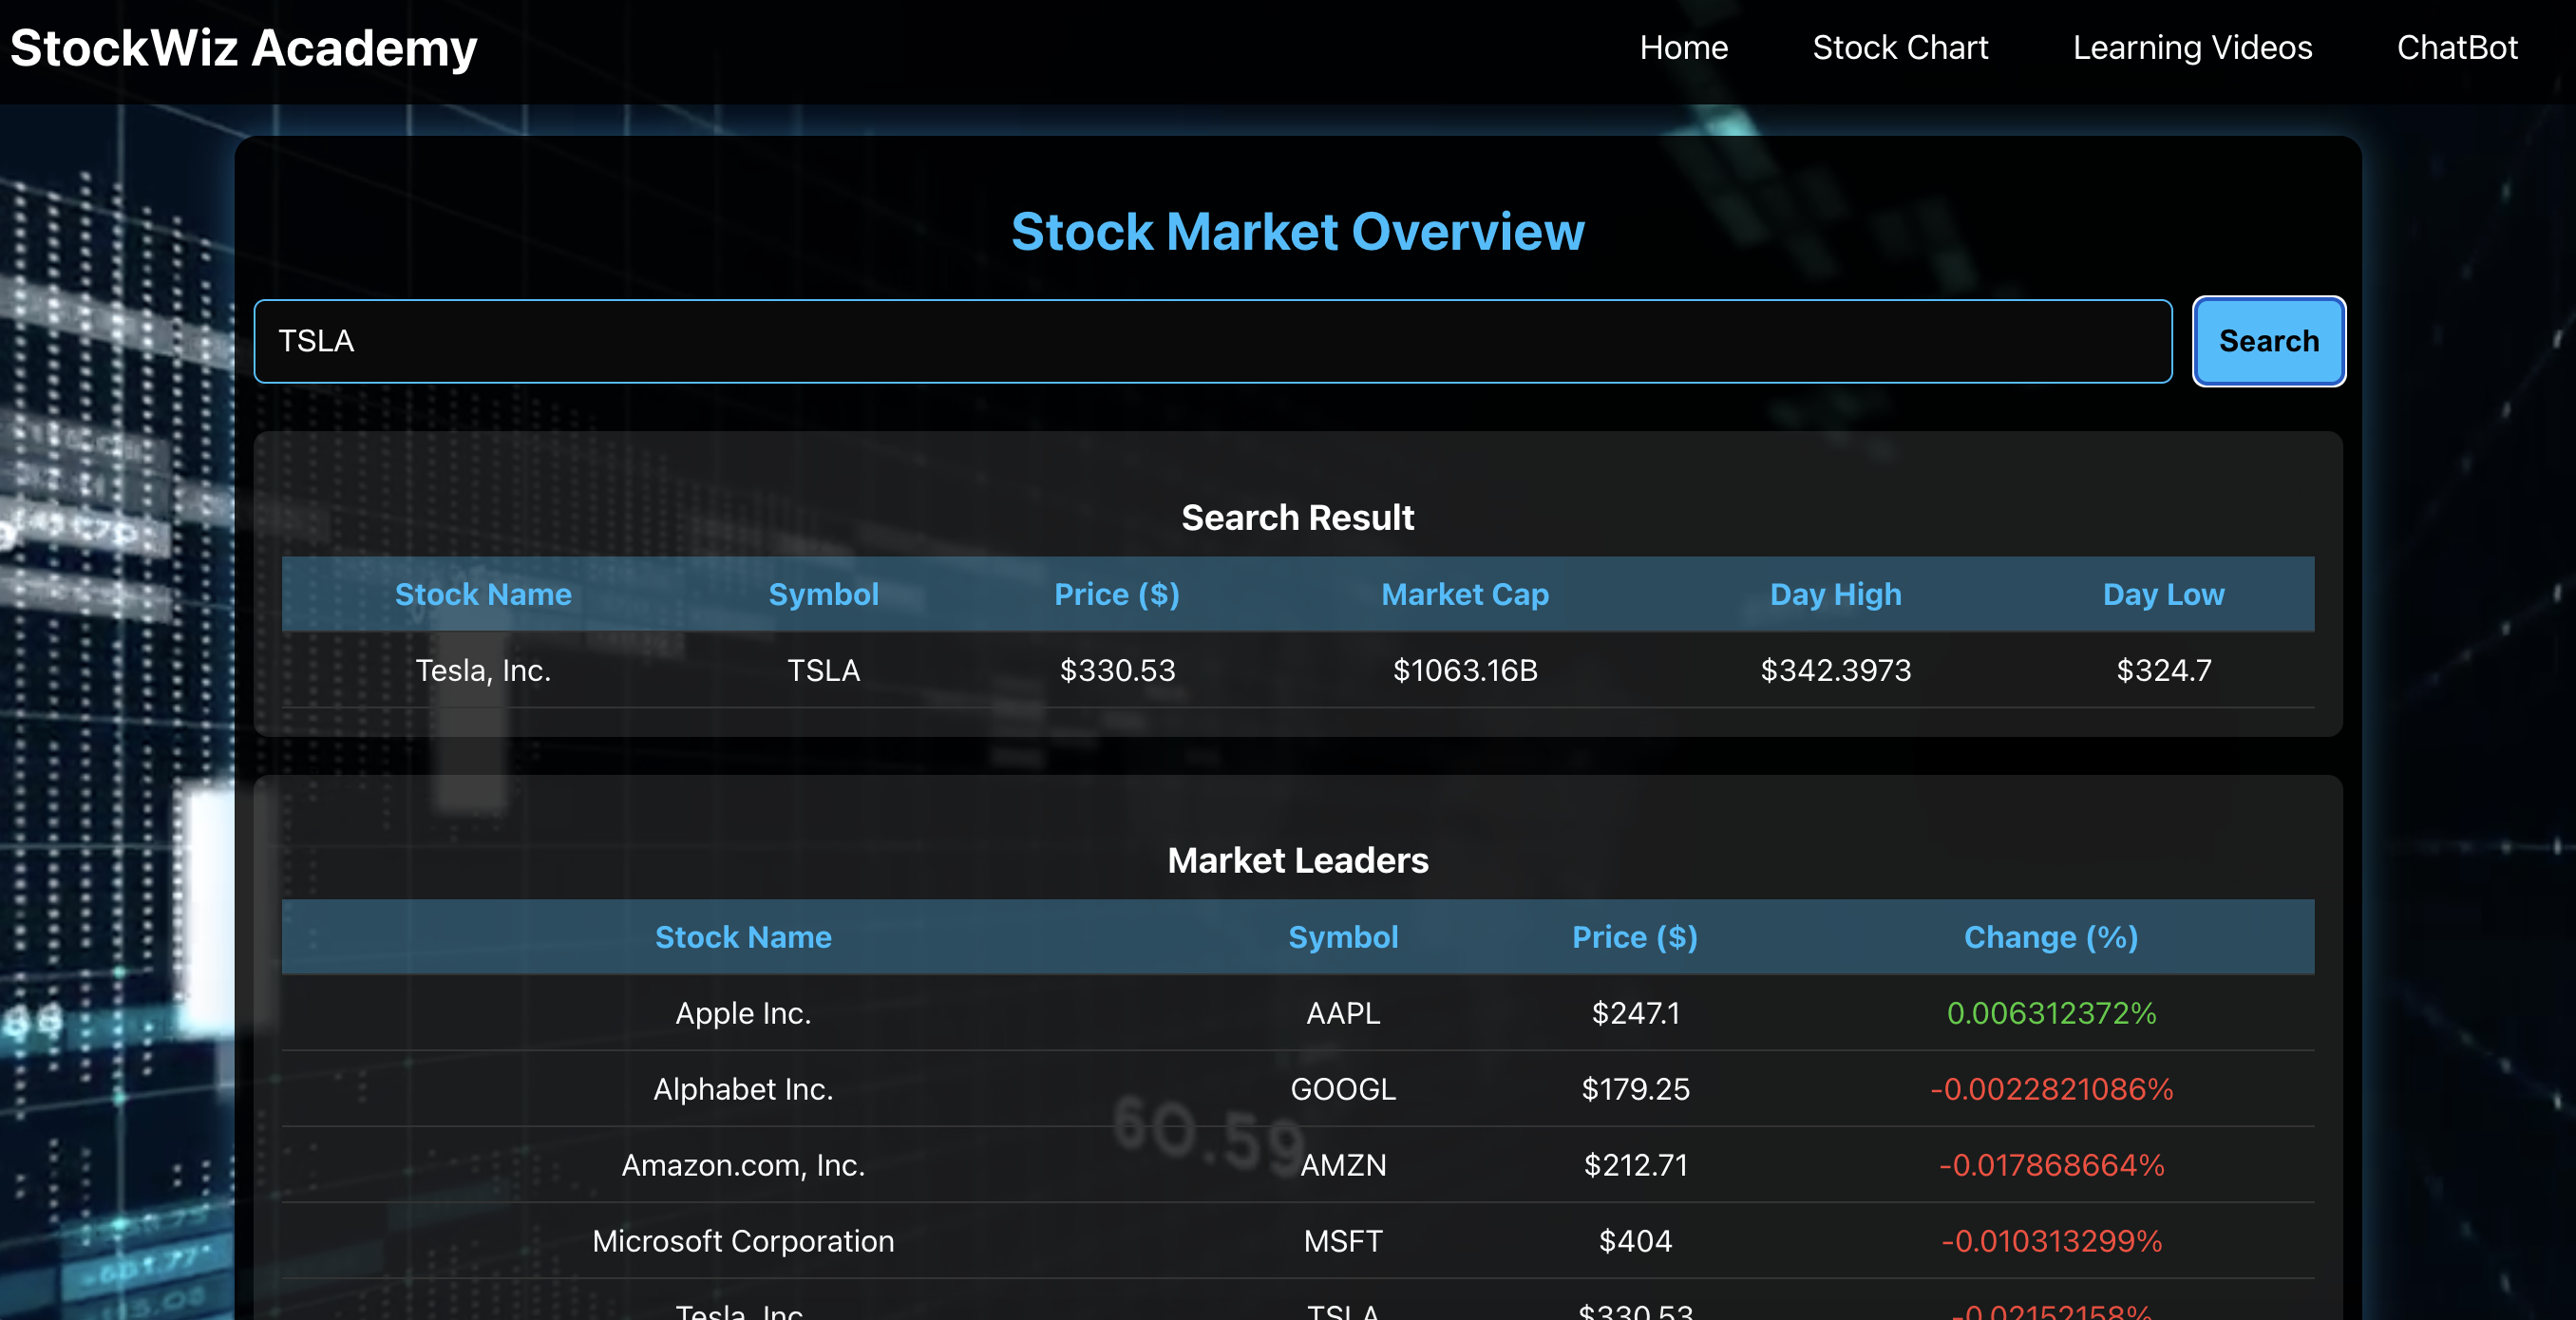 StockWiz Academy Home Stock Chart Learning Videos ChatBot
Stock Market Overview
TSLA Search
Search Result
Stock Name Symbol Price ($) Market Cap Day High Day Low
Tesla, Inc. TSLA $330.53 $1063.16B $342.3973 $324.7
Market Leaders
Stock Name Symbol Price ($) Change (%)
Apple Inc. AAPL $247.1 0.006312372%
Alphabet Inc. GOOGL $179.25 -0.0022821086%
60.59
Amazon.com, Inc. AMZN $212.71 -0.017868664%
Microsoft Corporation MSFT $404 -0.010313299%
Tesla, Inc. TSLA $330.53 -0.02152158%